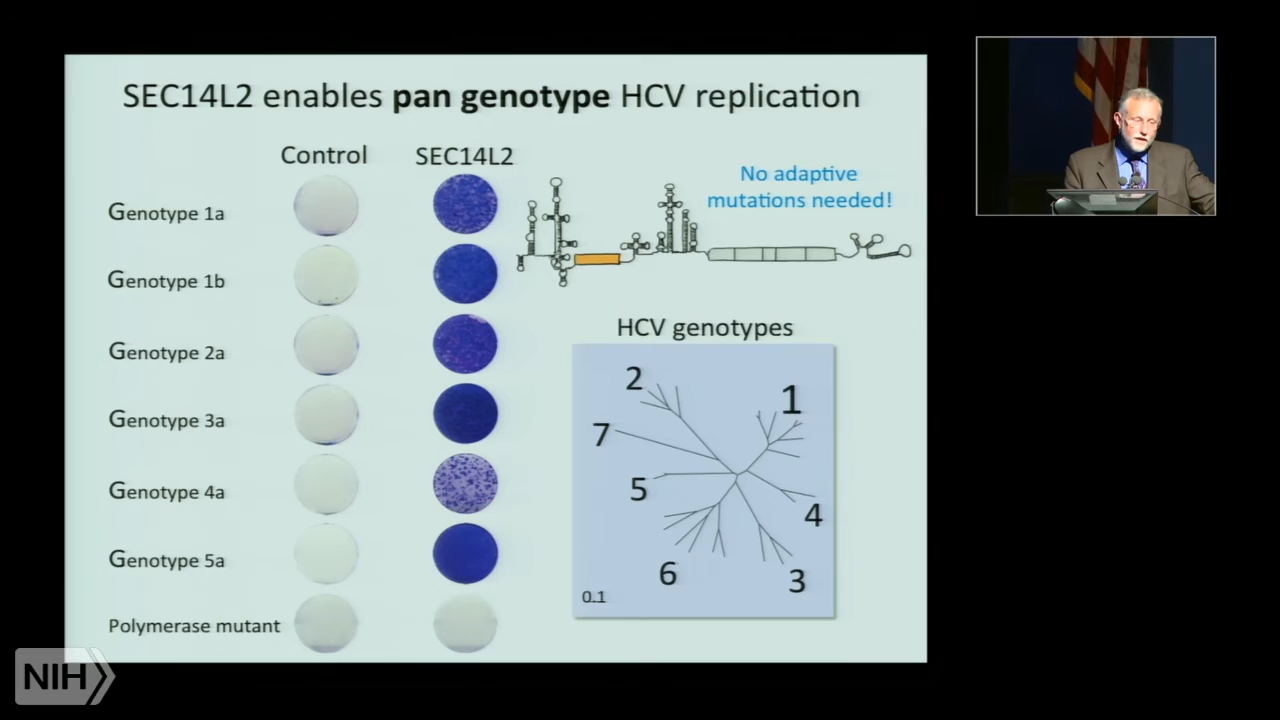 SEC14L2 enables pan genotype HCV replication
Control
SEC14L2
Genotype 1a
Genotype 1b
Genotype 2a
Genotype 3a
Genotype 4a
Genotype 5a
Polymerase mutant
No adaptive
mutations needed!
HCV genotypes
2
1
7
5
4
6
3
0.1
NIH